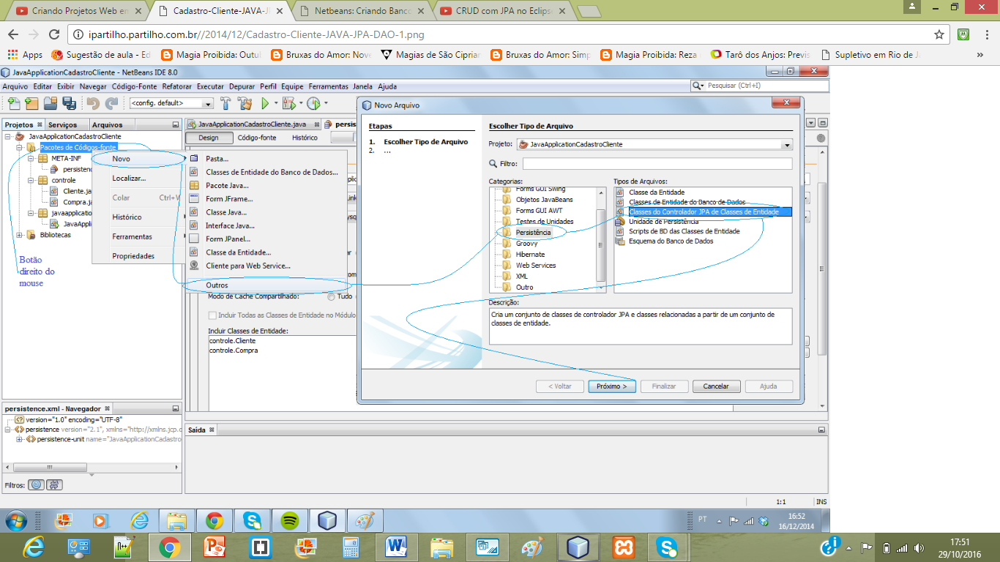 Criando Projetos Web em
Cadastro-Cliente-JAVA-JP
Netbeans: Criando Banco
CRUD com JPA no Eclips
ipartilho.partilho.com.br//2014/12/Cadastro-Cliente-JAVA-JPA-DAO-1.png
Apps
Sugestão de aula - Ed
Magia Proibida: Outu
Bruxas do Amor: Nov
Magias de São Ciprian
Bruxas do Amor: Simp
Magia Proibida: Reza
Tarô dos Anjos: Previs
Supletivo em Rio de J
»
JavaApplicationCadastroCliente - NetBeans IDE 8.0
Arquivo Editar Exibir Navegar Código-Fonte Refatorar Executar Depurar Perfil Equipe Ferramentas Janela Ajuda
Pesquisar (Ctrl+I)
<config. default>
Projetos
Serviços
Arquivos
JavaApplicationCadastroCliente
Pacotes de Códigos-fonte
META-INF
persistenc
controle
Cliente.ja
Compra.ja
javaapplication
JavaAppli
Bibliotecas
Botão
direito do
mouse
Novo
Localizar...
Colar Ctrl+V
Histórico
Ferramentas
Propriedades
Pasta...
Classes de Entidade do Banco de Dados...
Pacote Java...
Form JFrame...
Classe Java...
Interface Java...
Form JPanel...
Classe da Entidade...
Cliente para Web Service...
Outros
JavaApplicationCadastroCliente.java
persis
Design
Código-fonte
Histórico
Modo de Cache Compartilhado:
Tudo
Incluir Todas as Classes de Entidade no Módulo
Incluir Classes de Entidade:
controle.Cliente
controle.Compra
Novo Arquivo
Etapas
1. Escolher Tipo de Arquivo
2. ...
Escolher Tipo de Arquivo
Projeto: JavaApplicationCadastroCliente
Filtro:
Categorias:
Forms GUI Swing
Objetos JavaBeans
Forms GUI AWT
Testes de Unidades
Persistência
Groovy
Hibernate
Web Services
XML
Outro
Tipos de Arquivos:
Classe da Entidade
Classes de Entidade do Banco de Dados
Classes do Controlador JPA de Classes de Entidade
Unidade de Persistência
Scripts de BD das Classes de Entidade
Esquema do Banco de Dados
Descrição:
Cria um conjunto de classes de controlador JPA e classes relacionadas a partir de um conjunto de
classes de entidade.
< Voltar
Próximo >
Finalizar
Cancelar
Ajuda
persistence.xml - Navegador
version="1.0" encoding="UTF-8"
persistence version="2.1", xmlns="http://xmlns.jcp.o
persistence-unit name="JavaApplicationCadastro
Filtros:
Saída
1:1
INS
PT
16:52
16/12/2014
17:51
29/10/2016